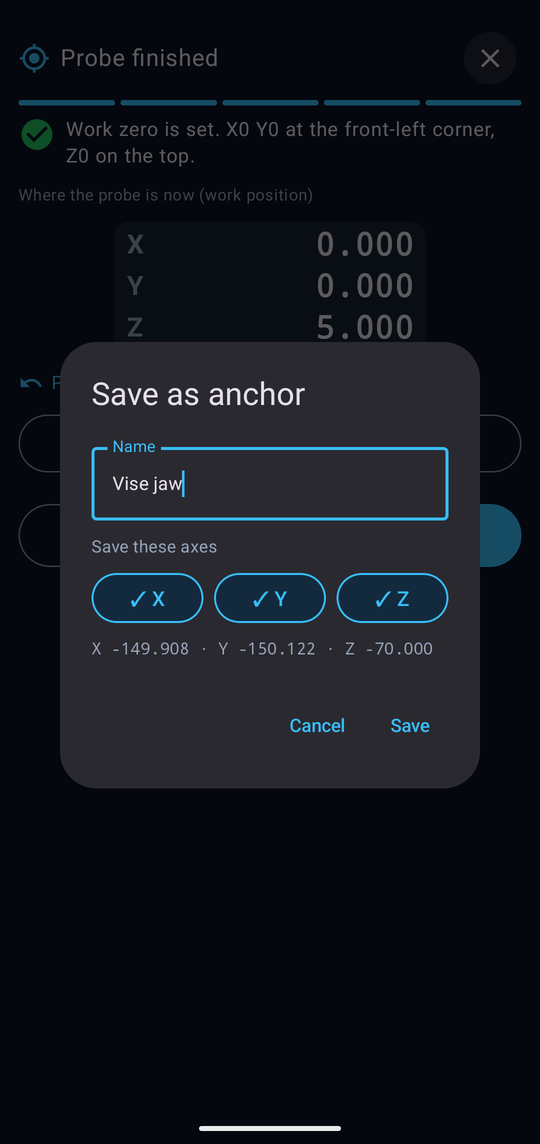 Probe finished
Work zero is set. X0 Y0 at the front-left corner,
Z0 on the top.
Where the probe is now (work position)
X 0.000
Y 0.000
Z 5.000
Save as anchor
Name
Vise jaw
Save these axes
✓ X ✓ Y ✓ Z
X -149.908 · Y -150.122 · Z -70.000
Cancel Save